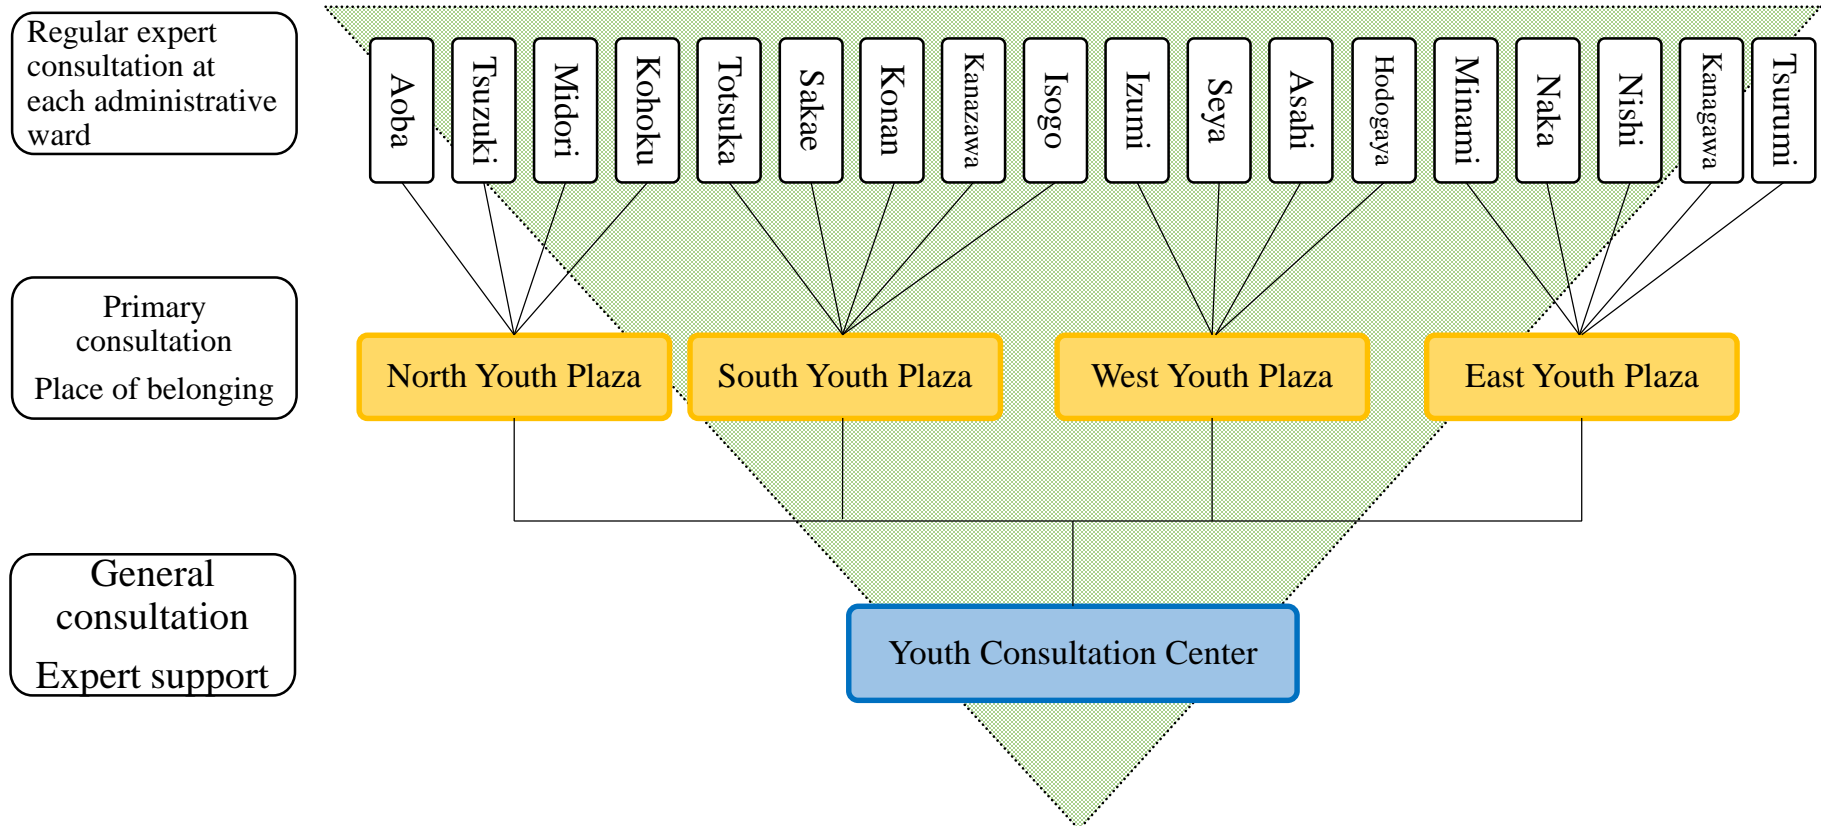 Regular expert
consultation at
each administrative
ward
Aoba
Tsuzuki
Midori
Kohoku
Totsuka
Sakae
Konan
Kanazawa
Isogo
Izumi
Seya
Asahi
Hodogaya
Minami
Naka
Nishi
Kanagawa
Tsurumi
Primary
consultation
Place of belonging
North Youth Plaza
South Youth Plaza
West Youth Plaza
East Youth Plaza
General
consultation
Expert support
Youth Consultation Center